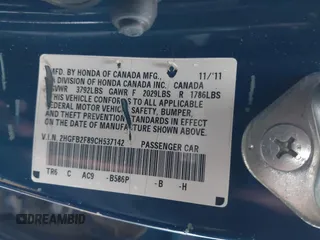 MFD. BY HONDA OF CANADA MFG., 11/11
A DIVISION OF HONDA CANADA INC. CANADA
GVWR 3792LBS GAWR F 2029LBS R 1786LBS
THIS VEHICLE CONFORMS TO ALL APPLICABLE
FEDERAL MOTOR VEHICLE SAFETY, BUMPER,
AND THEFT PREVENTION STANDARDS IN EFFECT
ON THE DATE OF MANUFACTURE SHOWN ABOVE.
V.I.N. 2HGFB2F89CH537142 PASSENGER CAR
TR6 C AC9 -B586P -B -H
DREAMBID